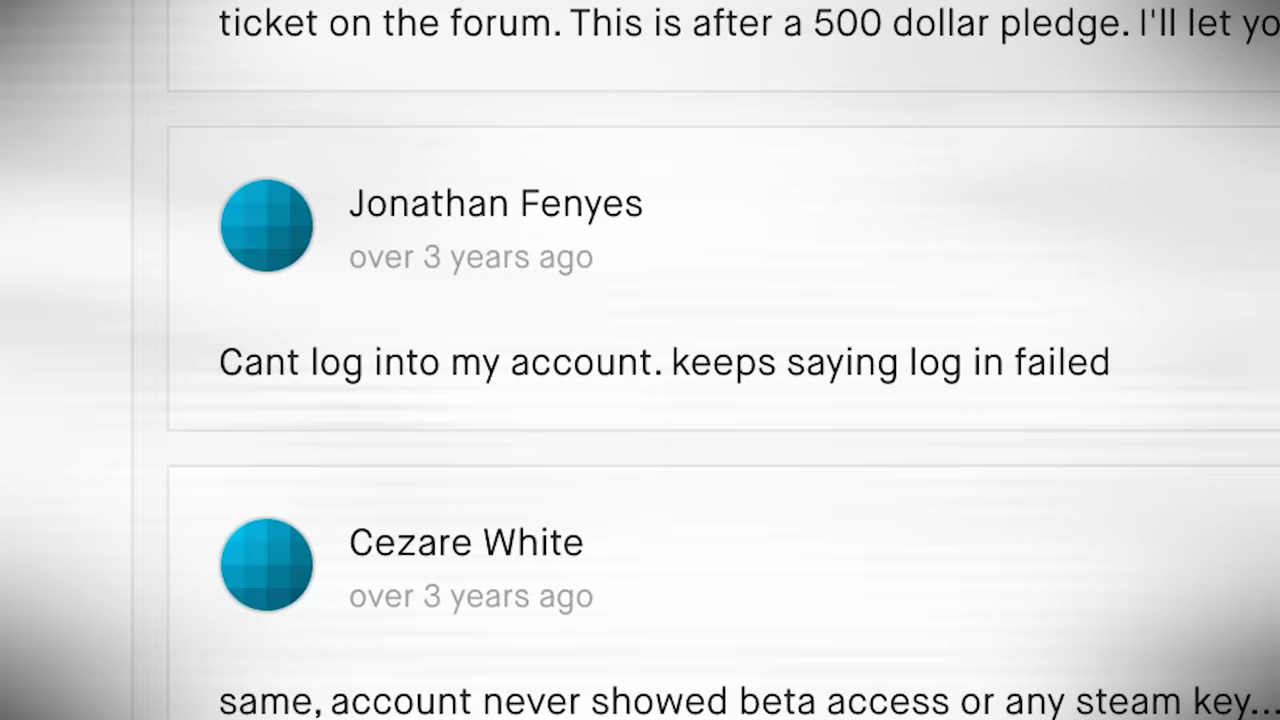 ticket on the forum. This is after a 500 dollar pledge. I'll let
Jonathan Fenyes
over 3 years ago
Cant log into my account. keeps saying log in failed
Cezare White
over 3 years ago
same, account never showed beta access or any steam key...